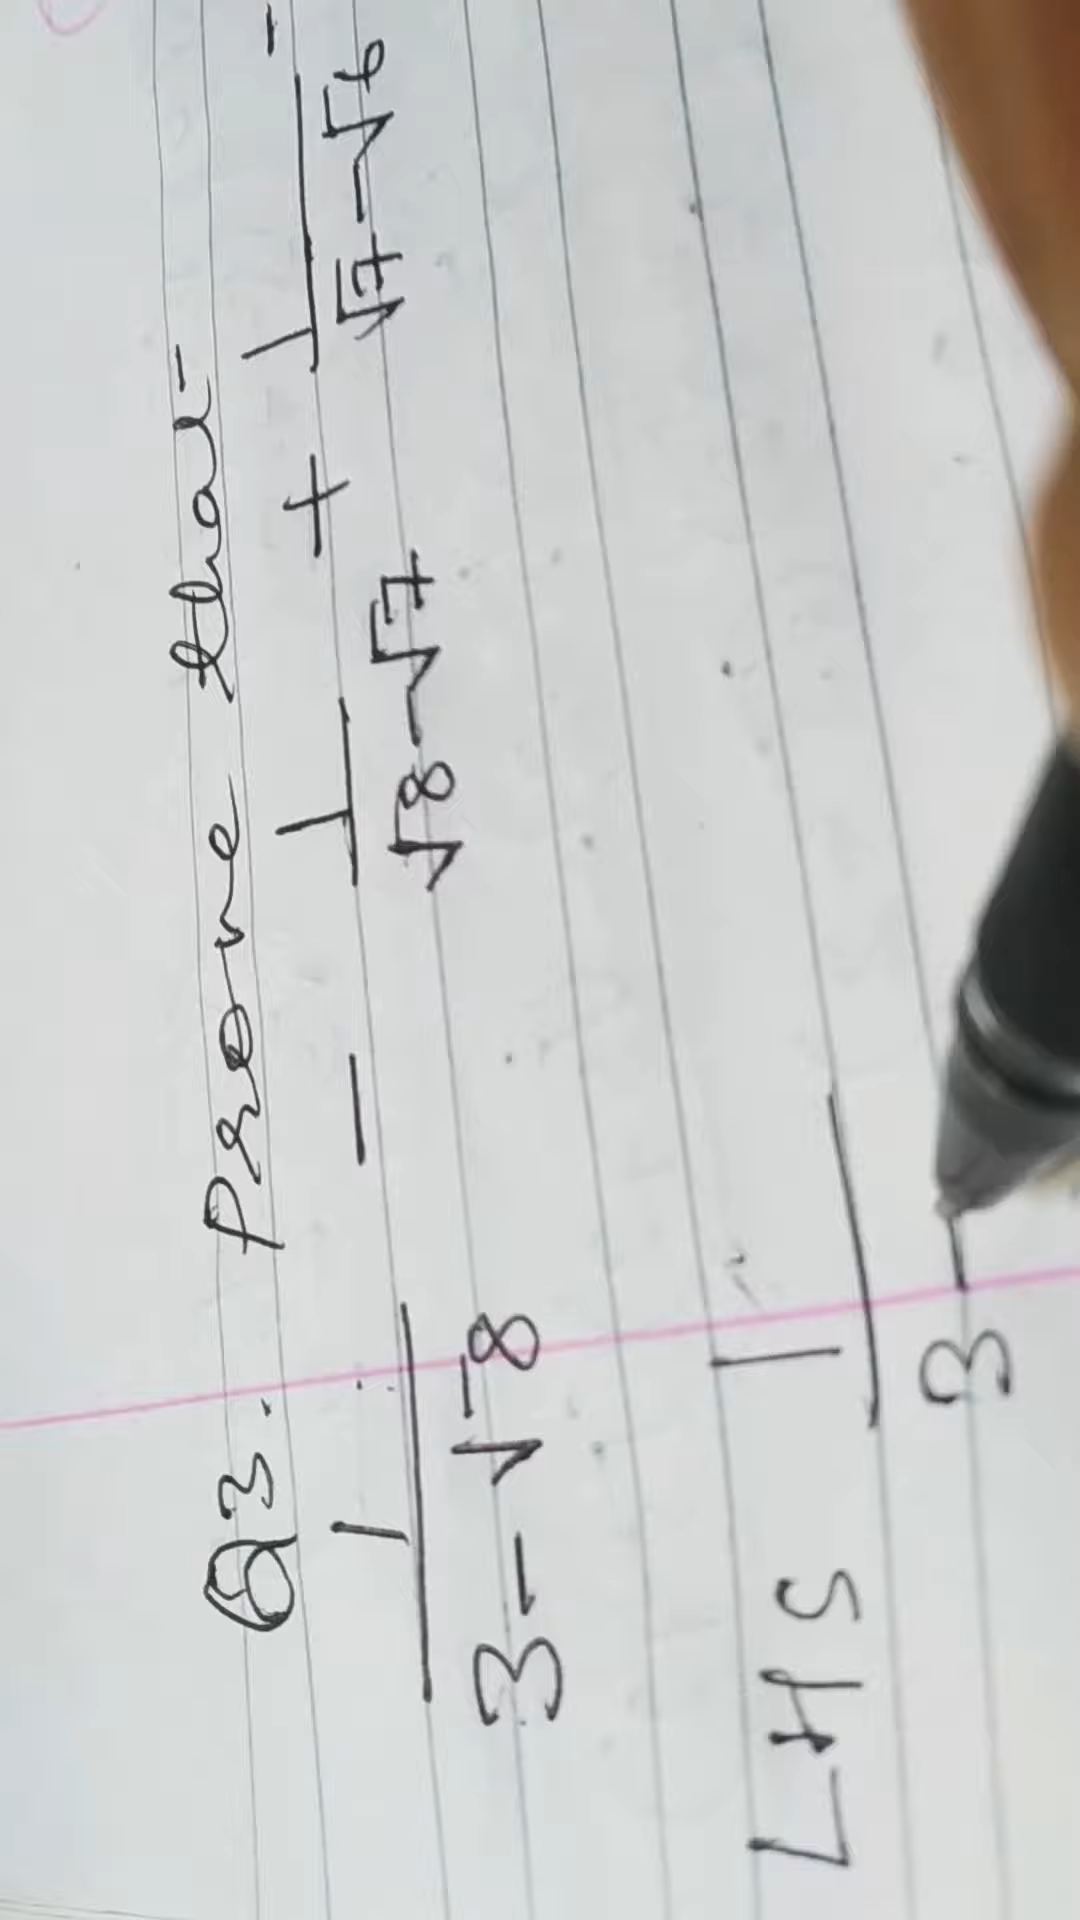 Q3. Prove that
1/(3-√8) - 1/(√8-√7) + 1/(√7-√6) -
LHS 1/(3-